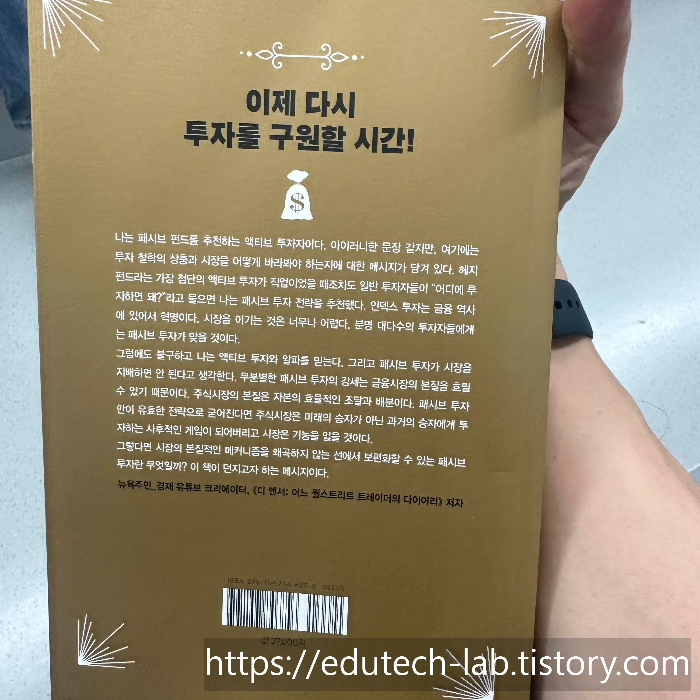 이제 다시
투자를 구원할 시간!
$
나는 패시브 펀드를 추천하는 액티브 투자자이다. 아이러니한 문장 같지만, 여기에는
투자 철학의 상충과 시장을 어떻게 바라봐야 하는지에 대한 메시지가 담겨 있다. 헤지
펀드라는 가장 첨단의 액티브 투자가 직업이었을 때조차도 일반 투자자들이 "어디에 투
자하면 돼?"라고 물으면 나는 패시브 투자 전략을 추천했다. 인덱스 투자는 금융 역사
에 있어서 혁명이다. 시장을 이기는 것은 너무나 어렵다. 분명 대다수의 투자자들에게
는 패시브 투자가 맞을 것이다.
그럼에도 불구하고 나는 액티브 투자와 알파를 믿는다. 그리고 패시브 투자가 시장을
지배하면 안 된다고 생각한다. 무분별한 패시브 투자의 강세는 금융시장의 본질을 흐릴
수 있기 때문이다. 주식시장의 본질은 자본의 효율적인 조달과 배분이다. 패시브 투자
만이 유효한 전략으로 굳어진다면 주식시장은 미래의 승자가 아닌 과거의 승자에게 투
자하는 사후적인 게임이 되어버리고 시장은 기능을 잃을 것이다.
그렇다면 시장의 본질적인 메커니즘을 왜곡하지 않는 선에서 보편화할 수 있는 패시브
투자란 무엇일까? 이 책이 던지고자 하는 메시지이다.
뉴욕주민_경제 유튜브 크리에이터, 《디 앤서: 어느 월스트리트 트레이더의 다이어리》 저자
ISBN
값 27,000원
https://edutech-lab.tistory.com